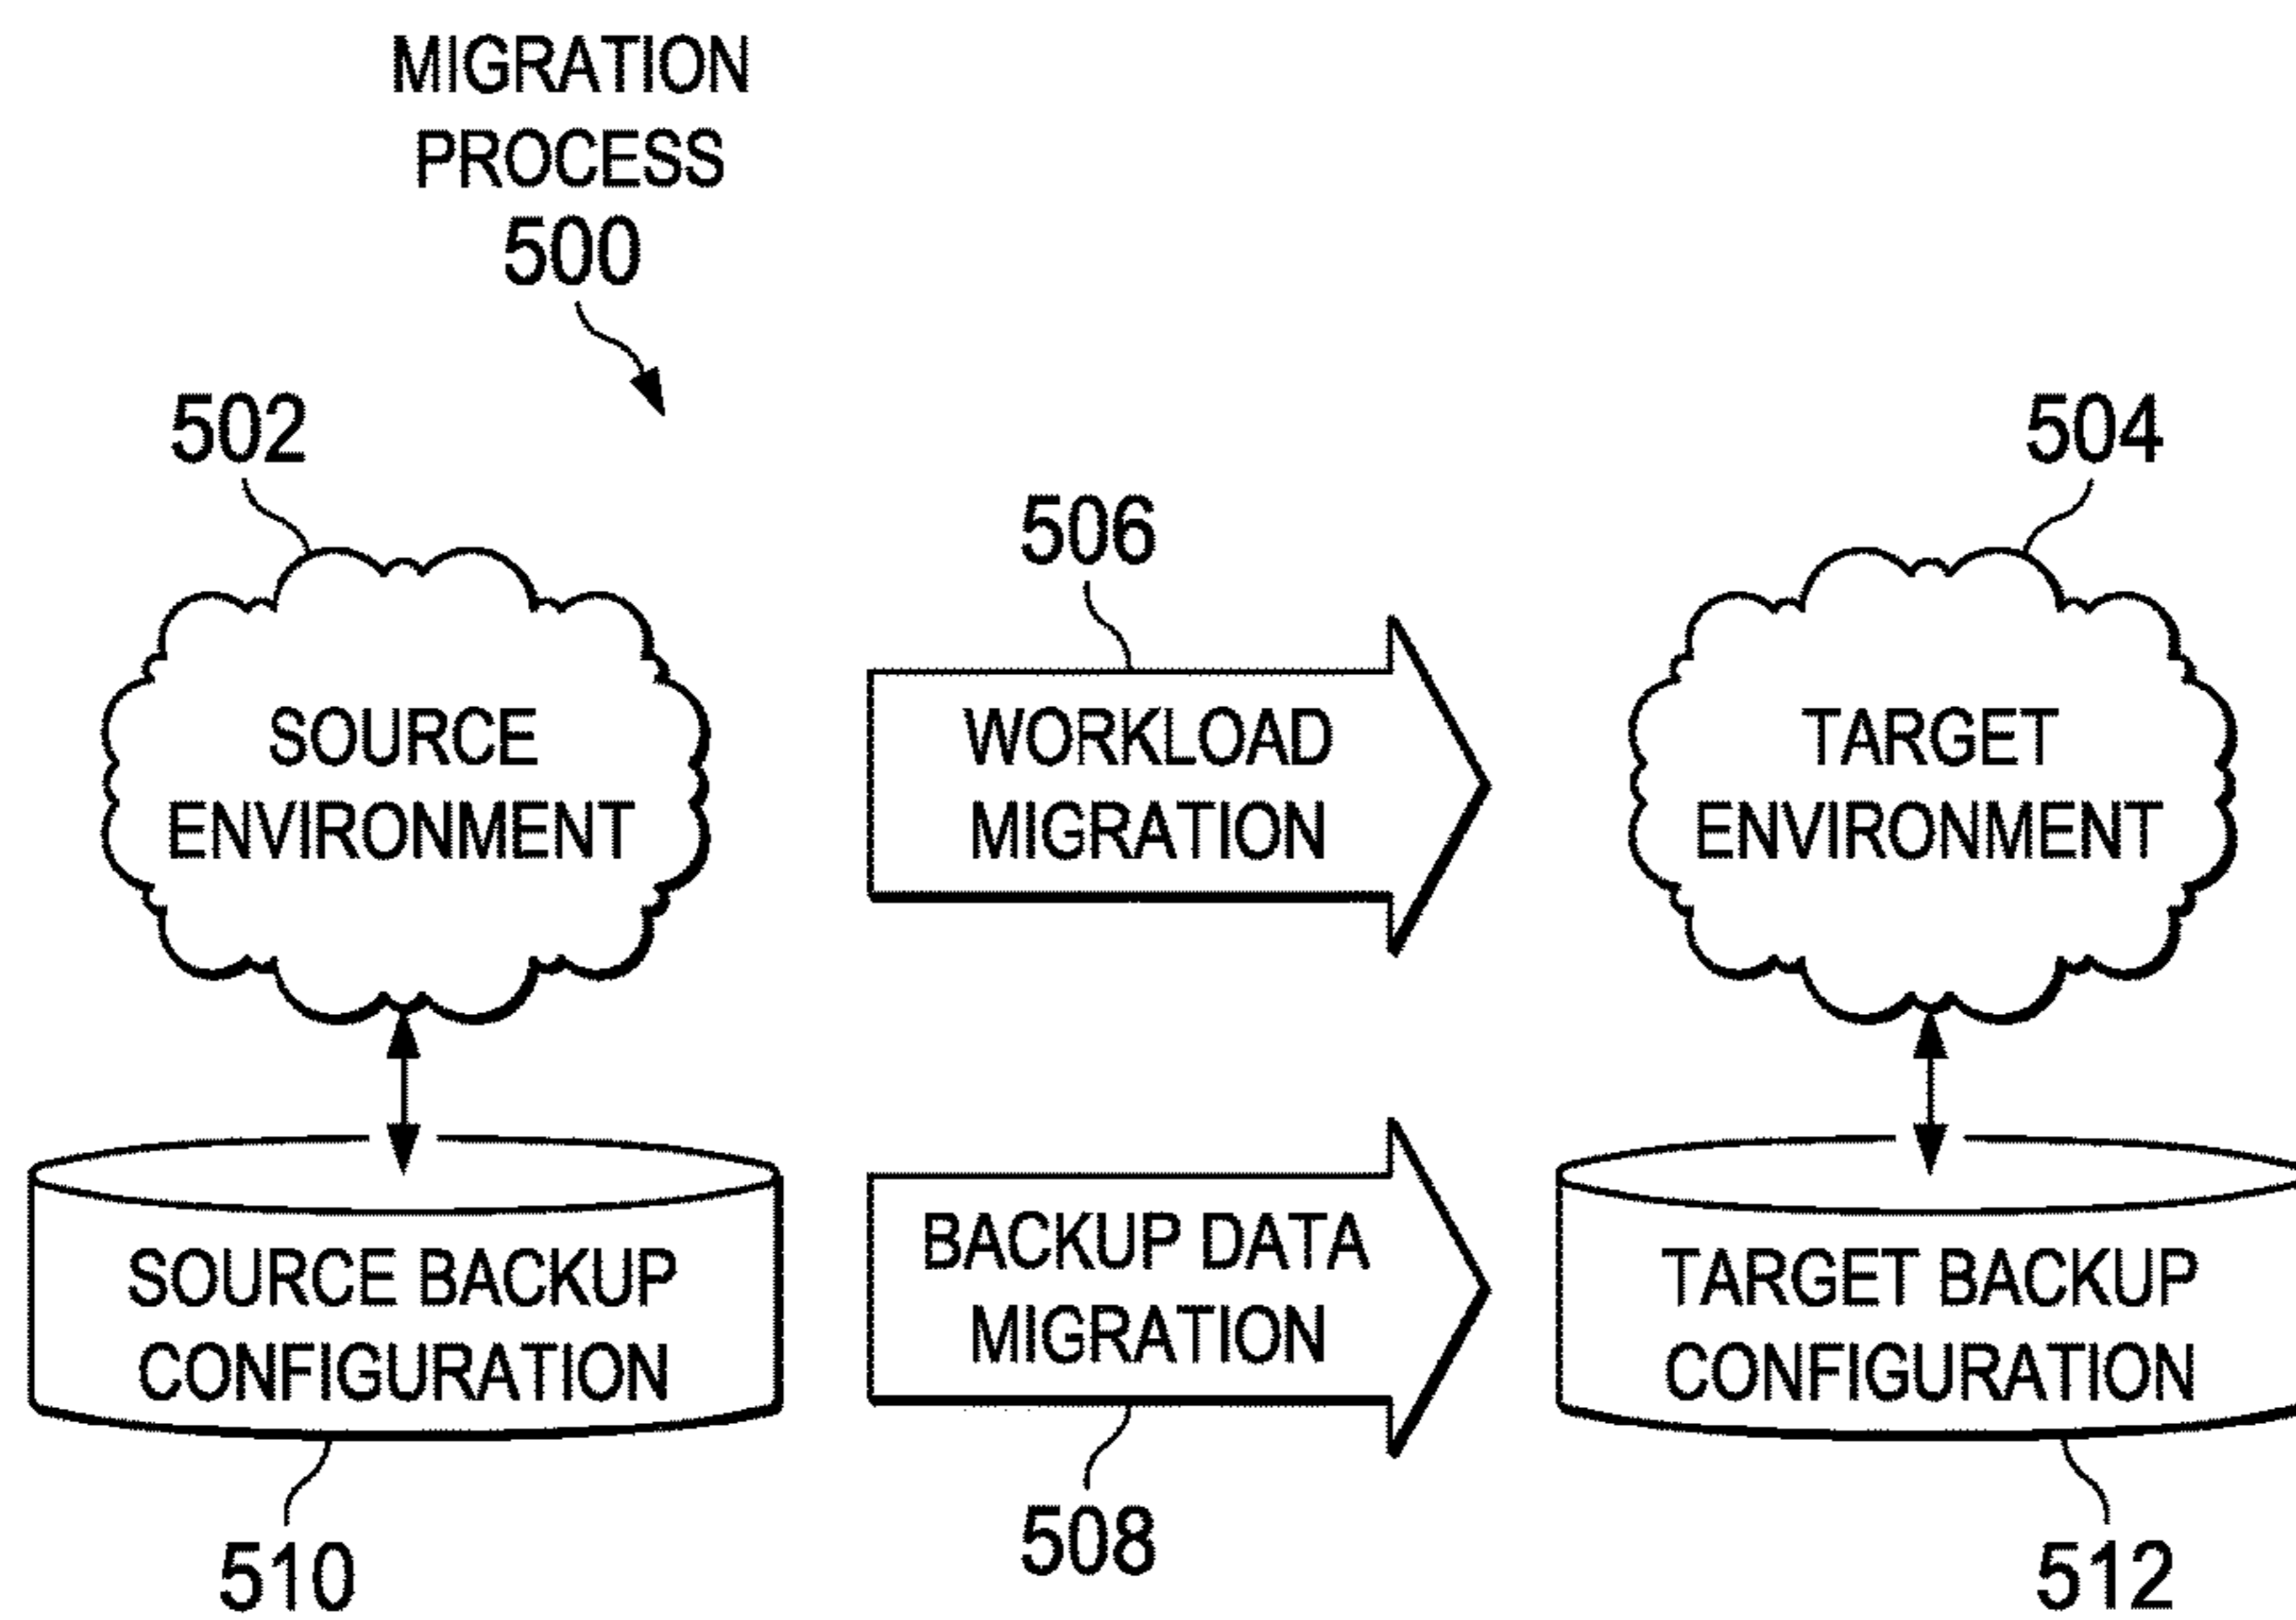 MIGRATION
PROCESS
500
502
504
506
SOURCE
ENVIRONMENT
WORKLOAD
MIGRATION
TARGET
ENVIRONMENT
SOURCE BACKUP
CONFIGURATION
BACKUP DATA
MIGRATION
TARGET BACKUP
CONFIGURATION
510
508
512